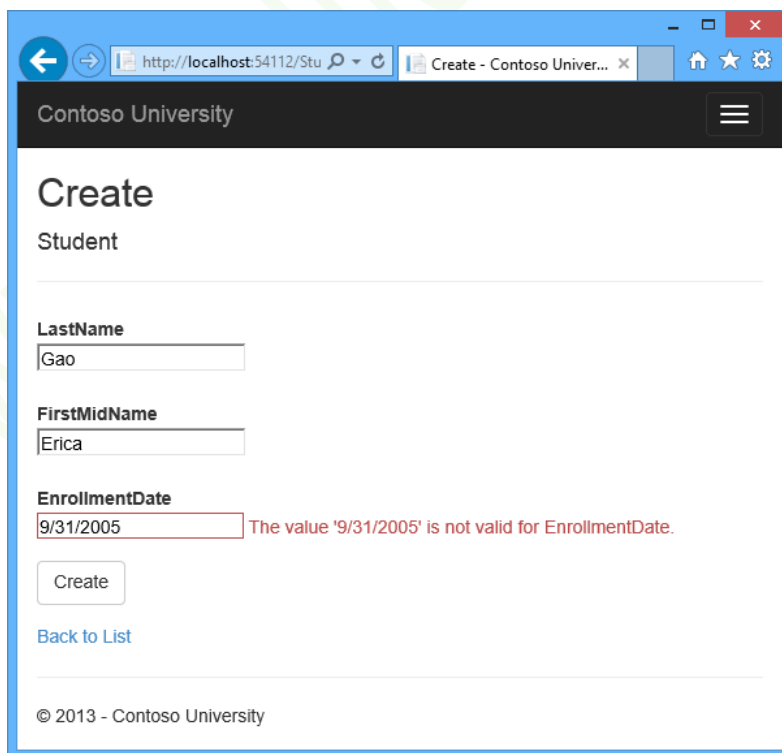 http://localhost:54112/Stu
Create - Contoso Univer...
Contoso University
Create
Student
LastName
Gao
FirstMidName
Erica
EnrollmentDate
9/31/2005 The value '9/31/2005' is not valid for EnrollmentDate.
Create
Back to List
© 2013 - Contoso University